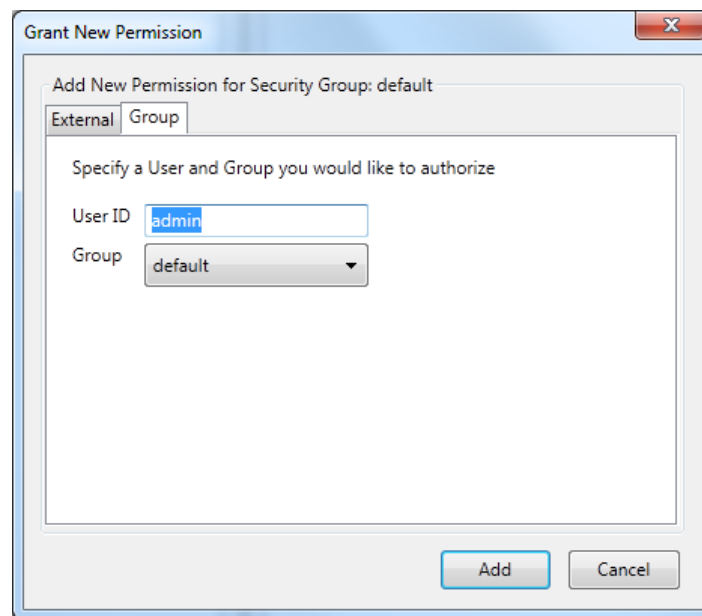 Grant New Permission
Add New Permission for Security Group: default
External Group
Specify a User and Group you would like to authorize
User ID admin
Group default
Add Cancel